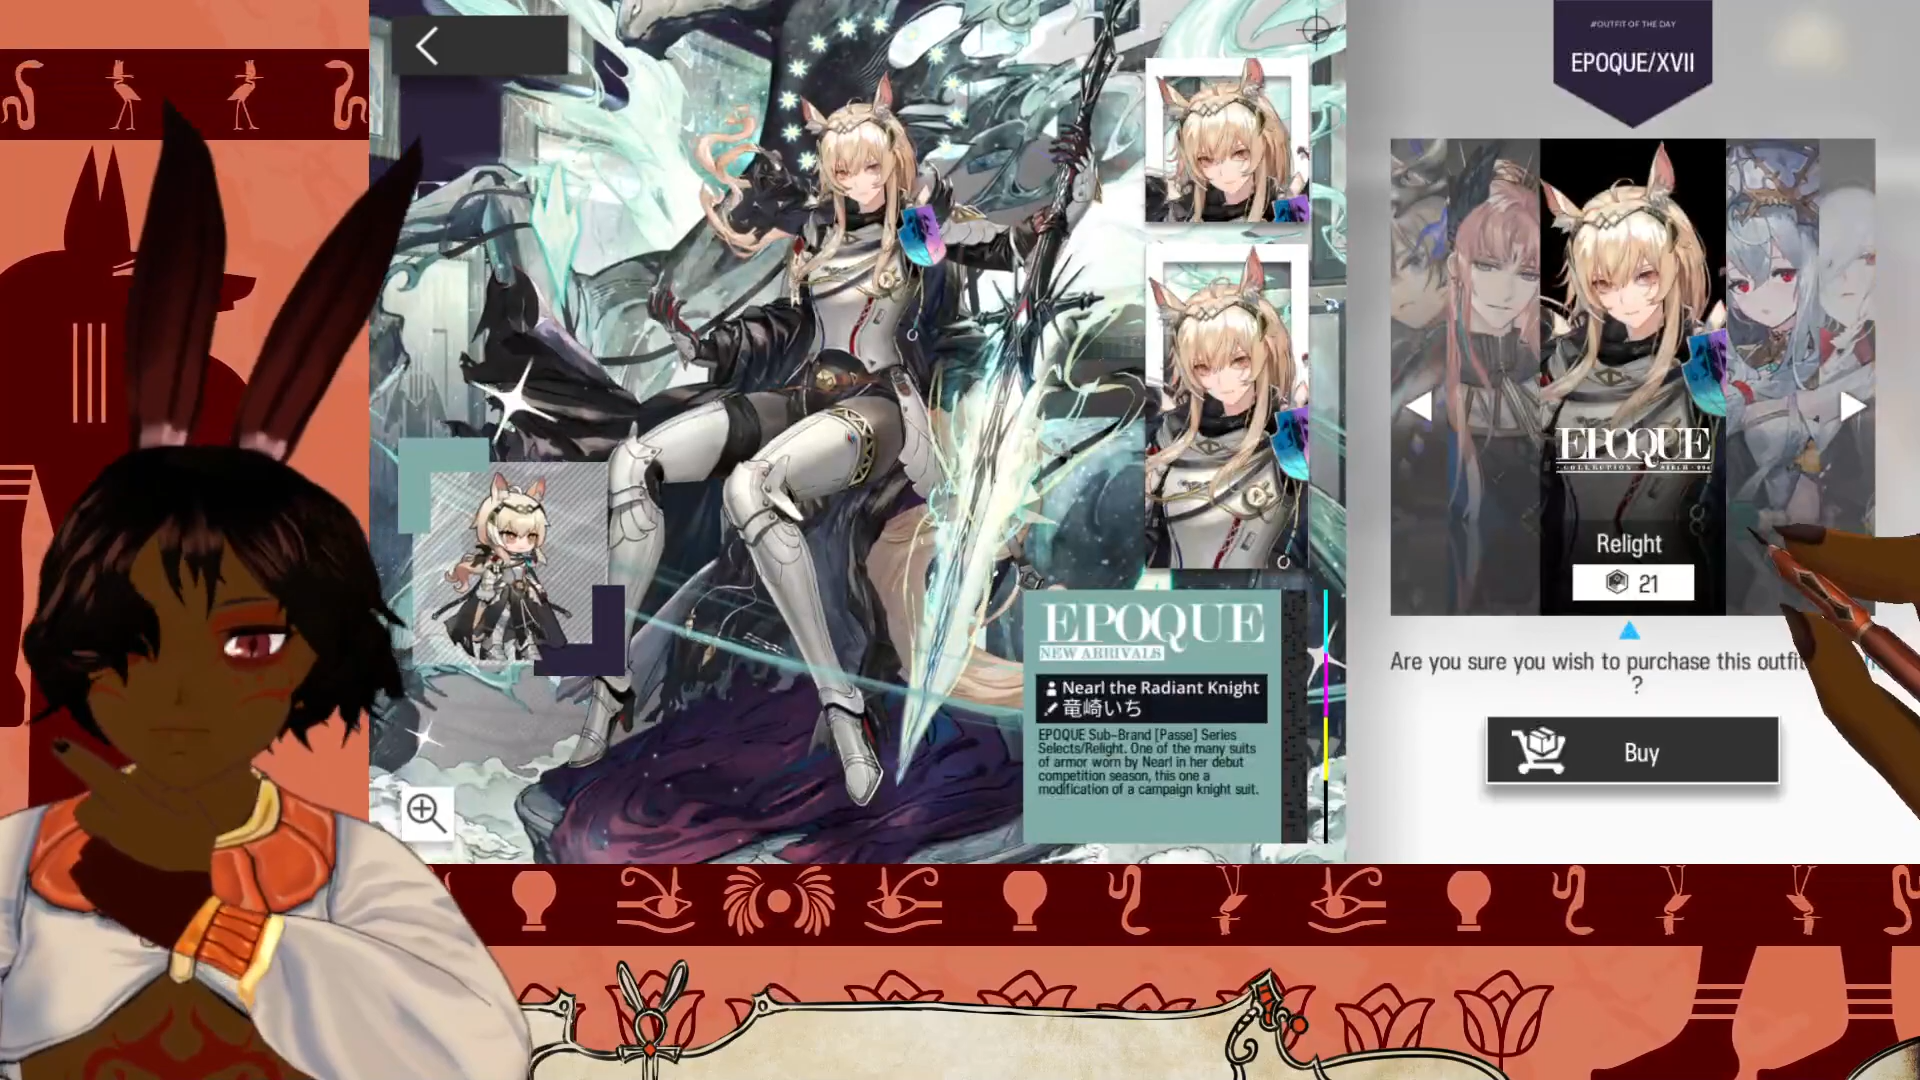 #OUTFIT OF THE DAY
EPOQUE/XVII
EPOQUE
Relight
21
Are you sure you wish to purchase this outfit
?
Buy
EPOQUE
NEW ARRIVALS
Nearl the Radiant Knight
竜崎いち
EPOQUE Sub-Brand [Passe] Series
Selects/Relight. One of the many suits
of armor worn by Nearl in her debut
competition season, this one a
modification of a campaign knight suit.